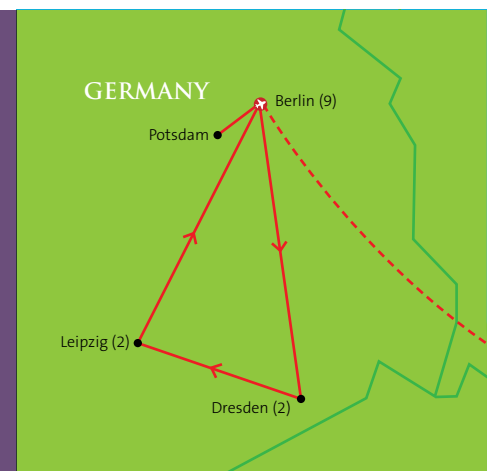 GERMANY
Berlin (9)
Potsdam
Leipzig (2)
Dresden (2)